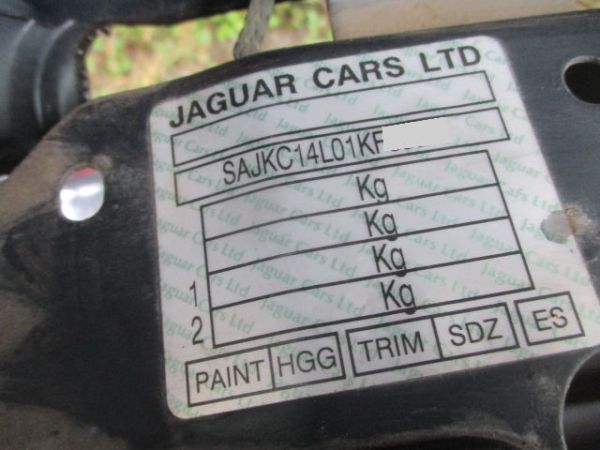 JAGUAR CARS LTD
SAJKC14L01KF
Kg
Kg
1 Kg
2 Kg
PAINT HGG TRIM SDZ ES